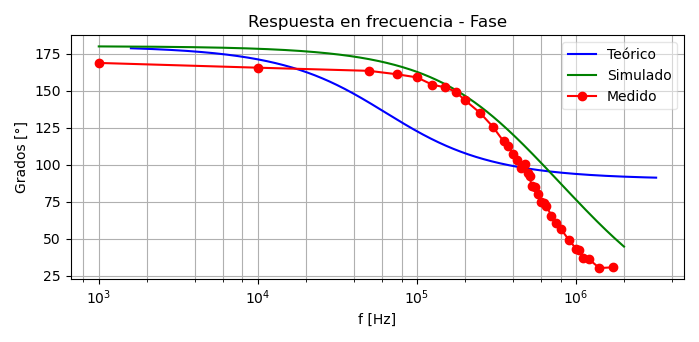 Respuesta en frecuencia - Fase
Grados [°]
175
150
125
100
75
50
25
Teórico
Simulado
Medido
10³
10⁴
10⁵
10⁶
f [Hz]